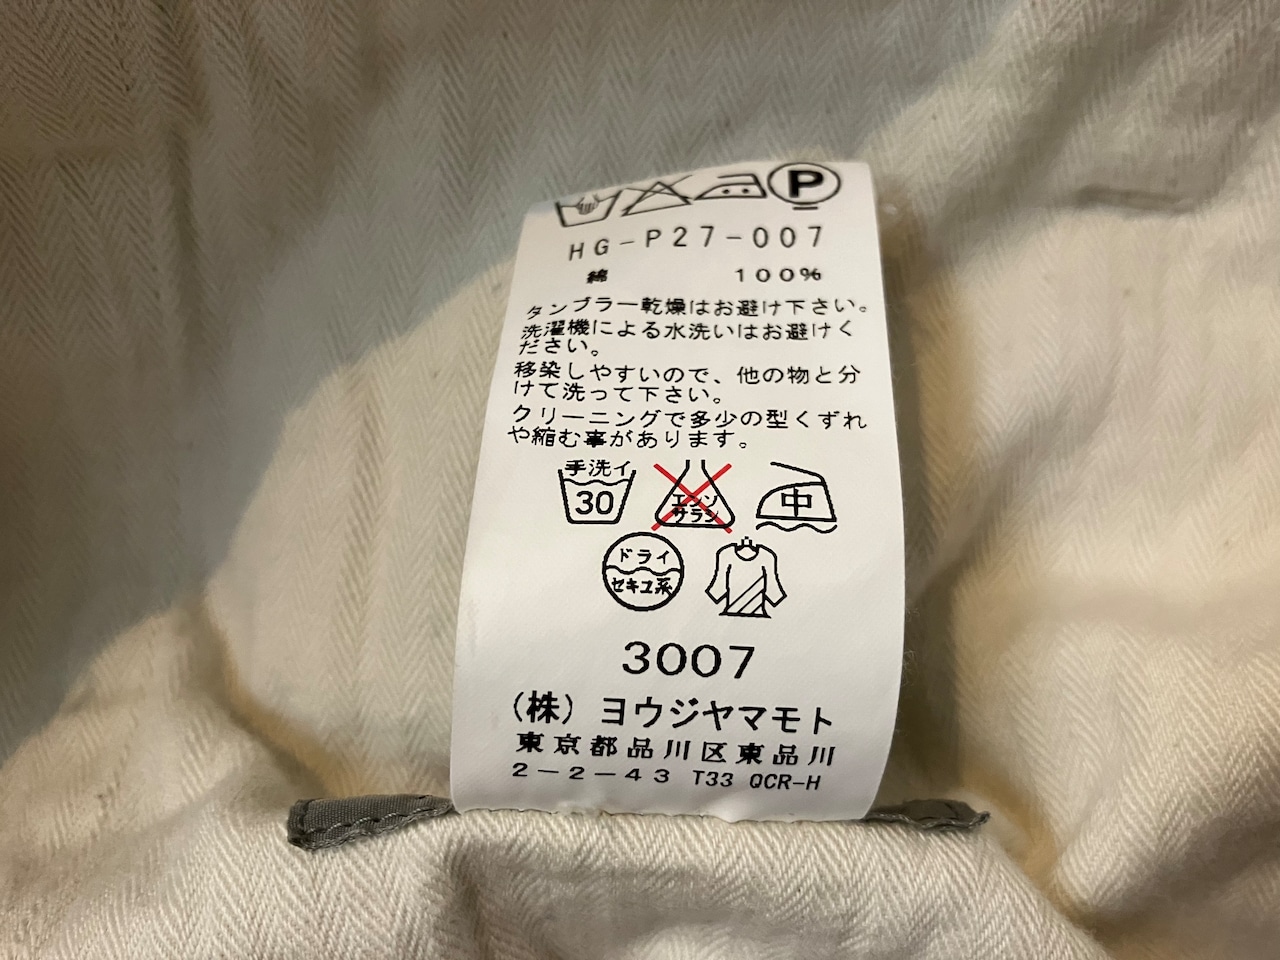 P
HG-P27-007
綿 100%
タンブラー乾燥はお避け下さい。
洗濯機による水洗いはお避けく
ださい。
移染しやすいので、他の物と分
けて洗って下さい。
クリーニングで多少の型くずれ
や縮む事があります。
手洗イ
30
エンソ
サラシ
中
ドライ
セキユ系
3007
(株) ヨウジヤマモト
東京都品川区東品川
2-2-43 T33 QCR-H